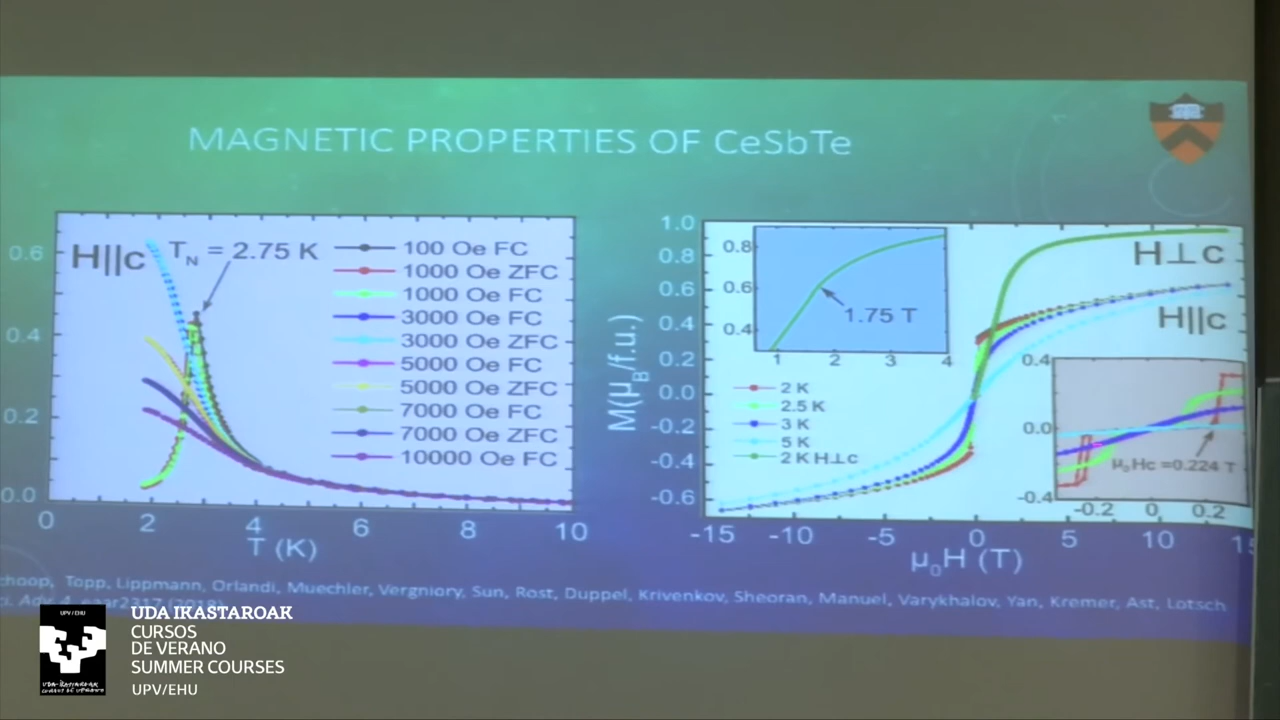 MAGNETIC PROPERTIES OF CeSbTe
H||c
T_N = 2.75 K
100 Oe FC
1000 Oe ZFC
1000 Oe FC
3000 Oe FC
3000 Oe ZFC
5000 Oe FC
5000 Oe ZFC
7000 Oe FC
7000 Oe ZFC
10000 Oe FC
0.6
0.4
0.2
0.0
0 2 4 6 8 10
T (K)
M(μ_B/f.u.)
1.0
0.8
0.6
0.4
0.2
0.0
-0.2
-0.4
-0.6
-15 -10 -5 0 5 10
μ₀H (T)
0.8
0.6
0.4
1 2 3 4
1.75 T
H⊥c
H||c
2 K
2.5 K
3 K
5 K
2 K H⊥c
0.4
0.0
-0.4
-0.2 0 0.2
μ₀Hc =0.224 T
Topp, Lippmann, Orlandi, Muechler, Vergniory, Sun, Rost, Duppel, Krivenkov, Sheoran, Manuel, Varykhalov, Yan, Kremer, Ast, Lotsch
UPV / EHU
UDA IKASTAROAK
CURSOS
DE VERANO
SUMMER COURSES
UPV/EHU